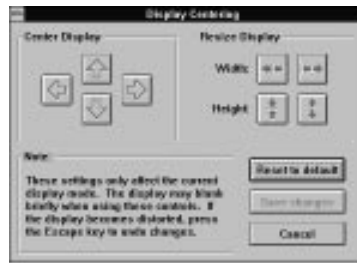 Display Centering
Center Display
Resize Display
Width:
Height:
Note:
These settings only affect the current
display mode. The display may blank
briefly when using these controls. If
the display becomes distorted, press
the Escape key to undo changes.
Reset to default
Save changes
Cancel